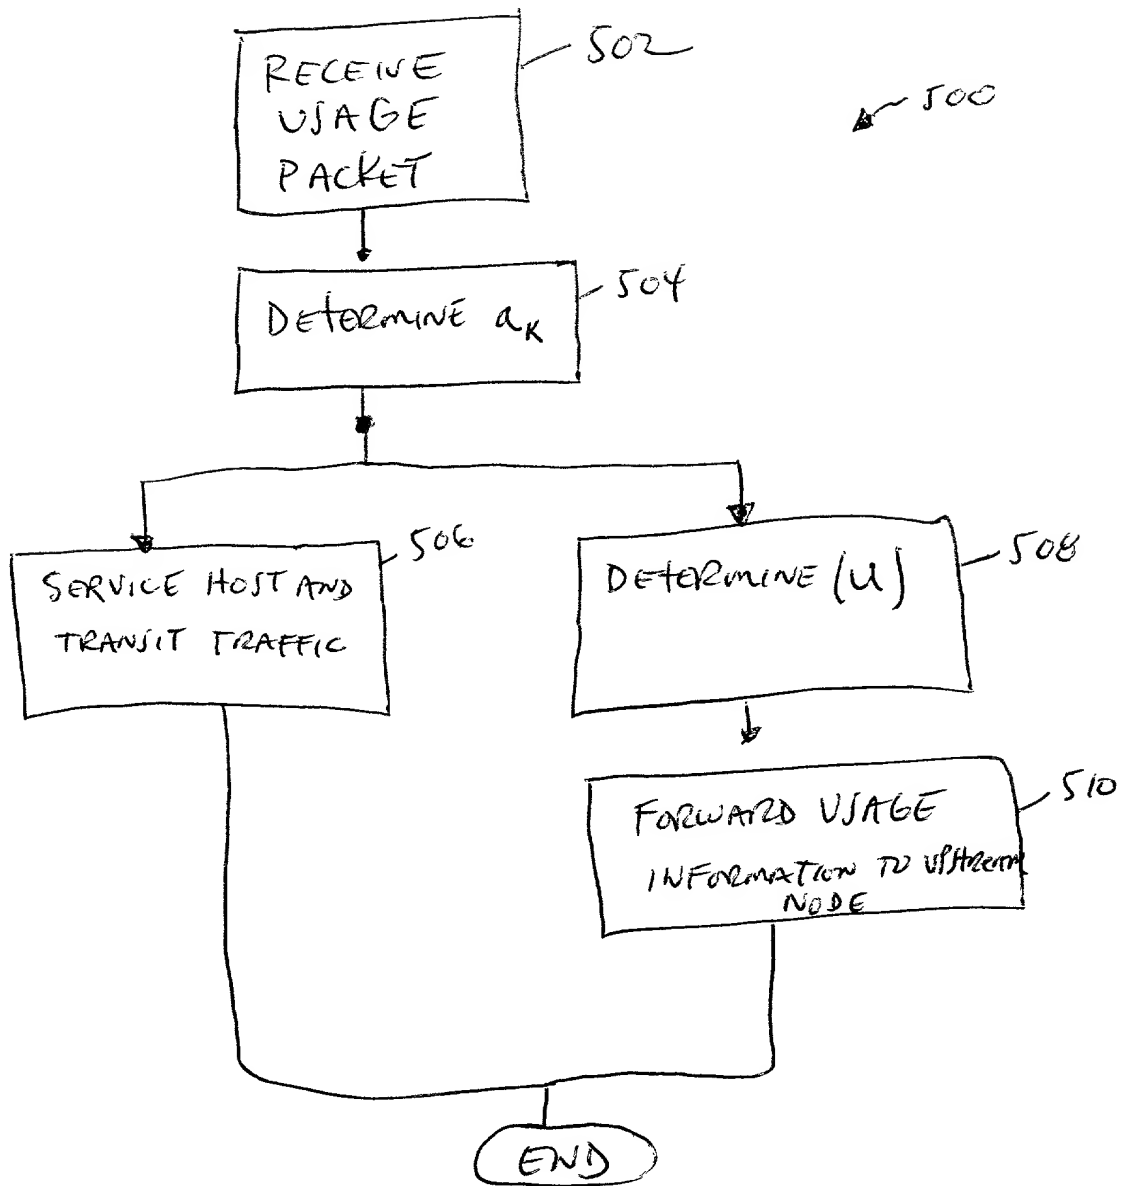 RECEIVE
USAGE
PACKET
502
500
DETERMINE aK
504
SERVICE HOST AND
TRANSIT TRAFFIC
506
DETERMINE (U)
508
FORWARD USAGE
INFORMATION TO UPSTREAM
NODE
510
END